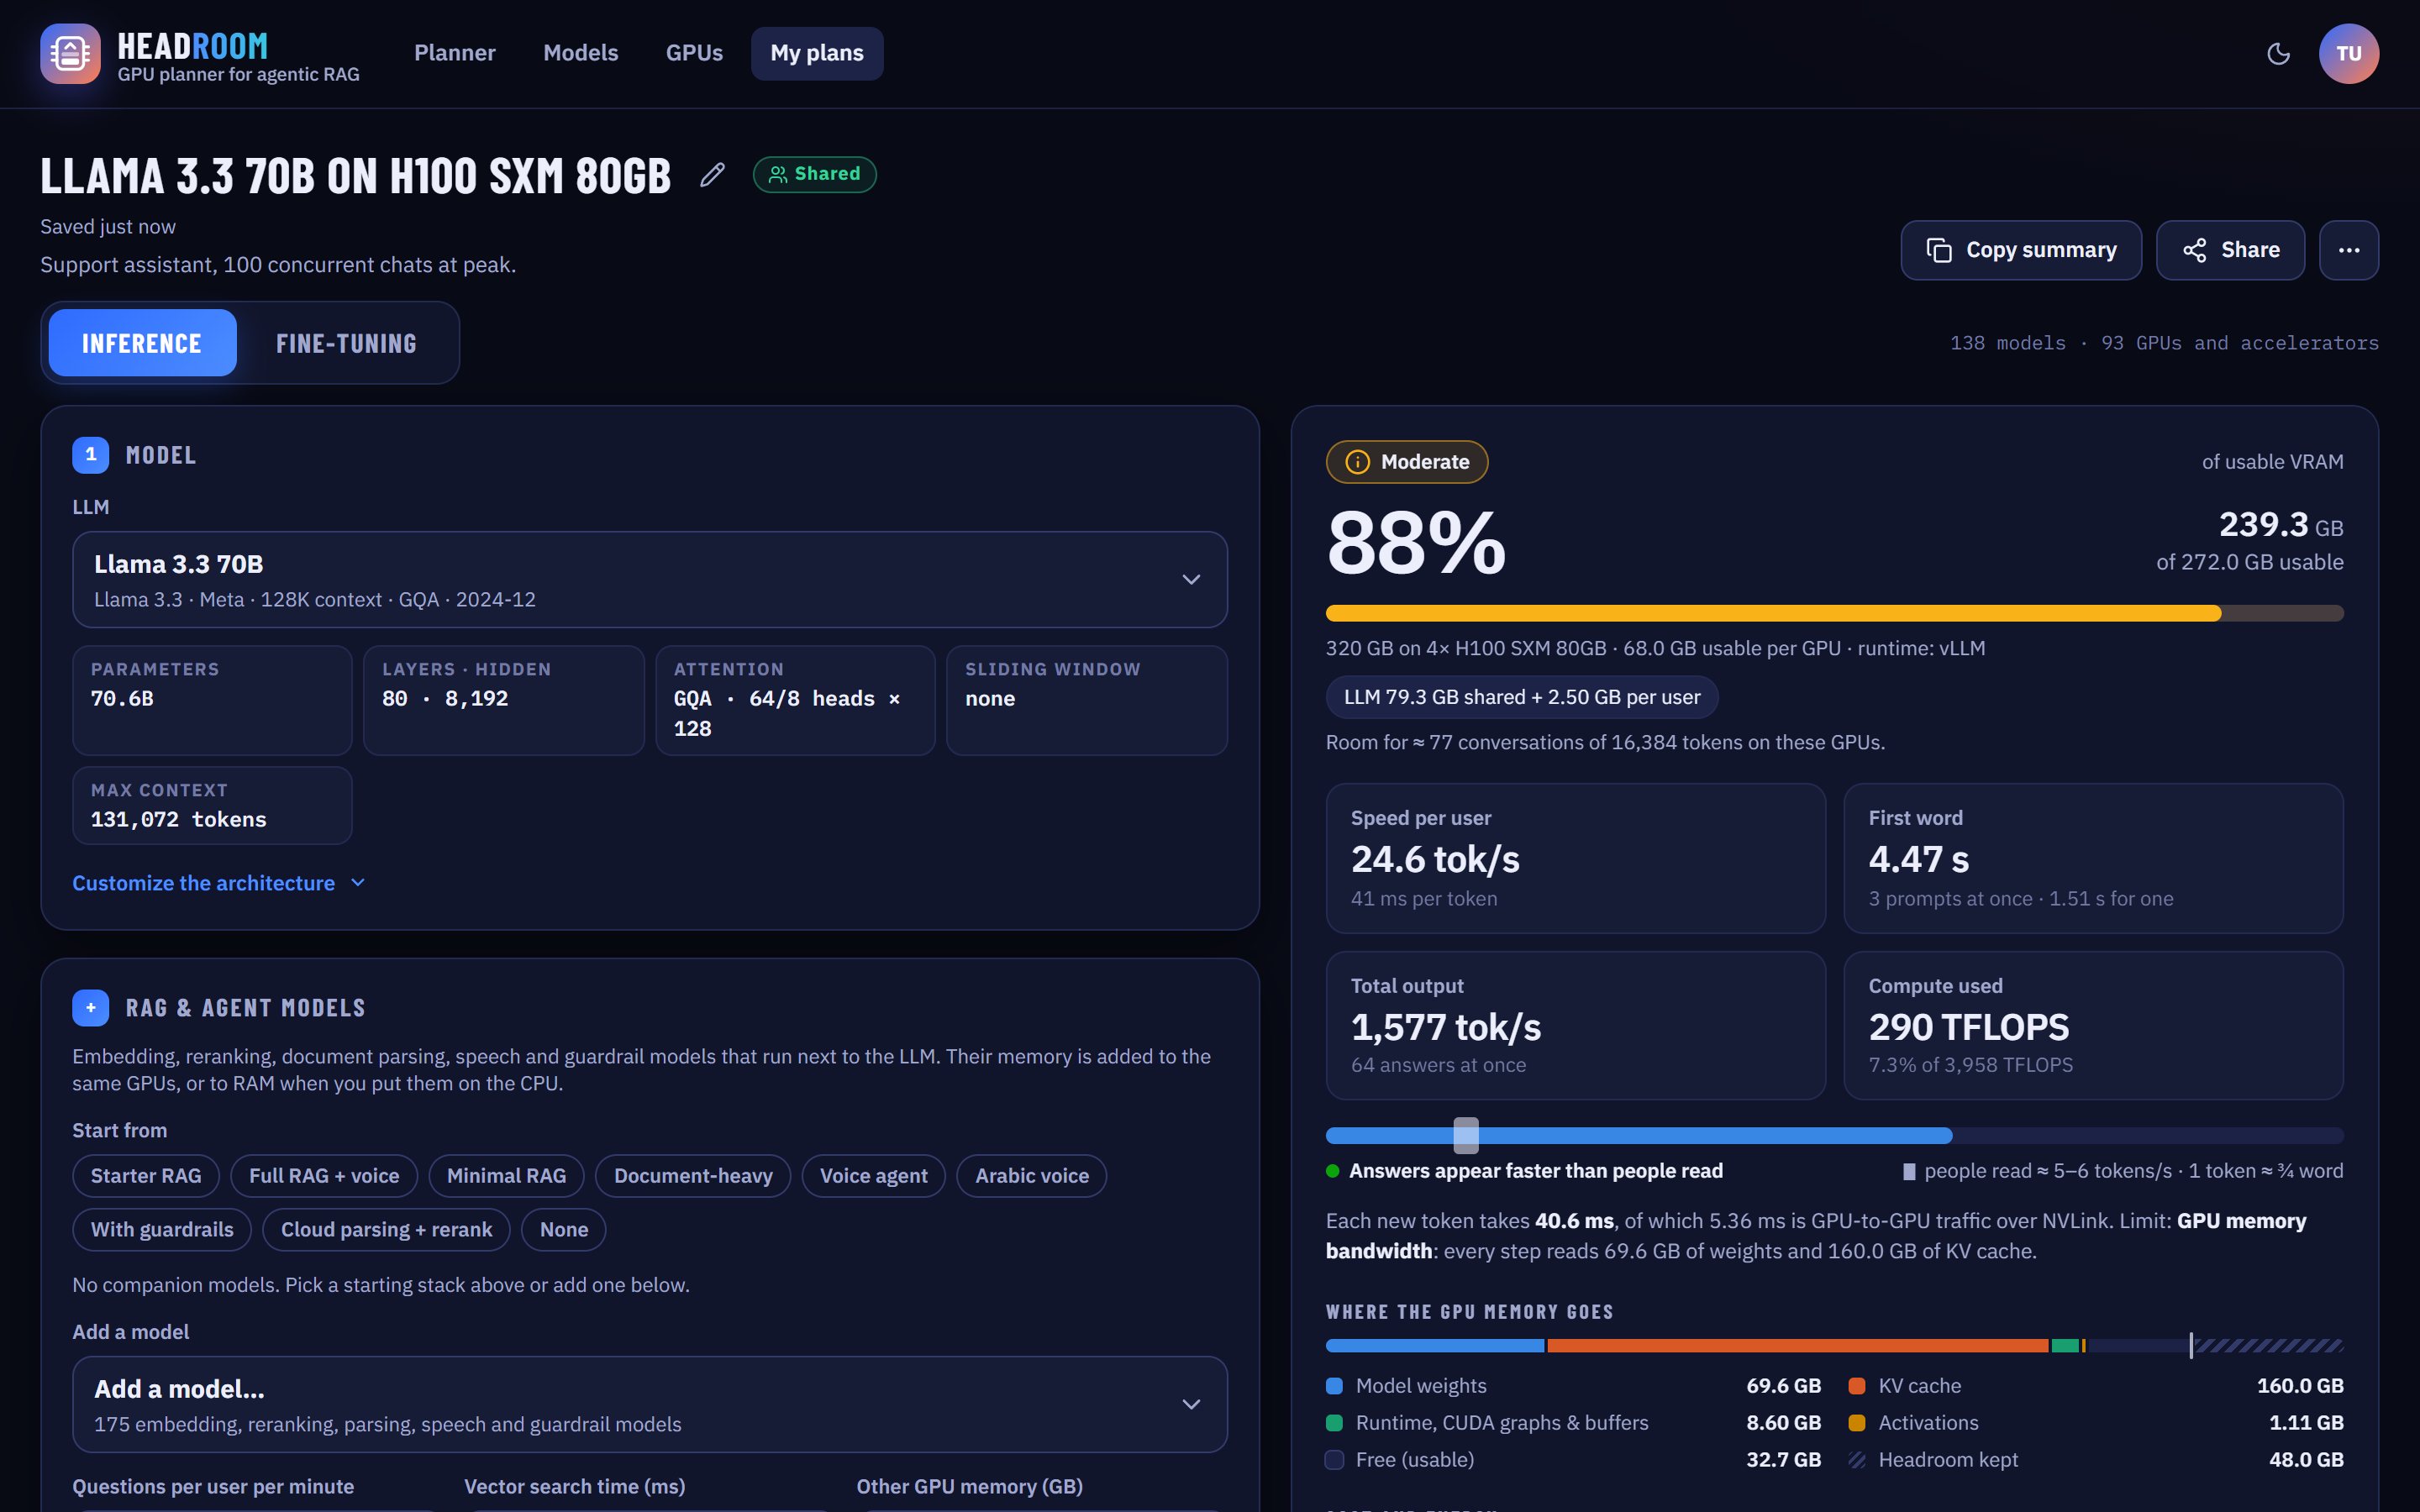 HEADROOM
GPU planner for agentic RAG
Planner
Models
GPUs
My plans
TU
LLAMA 3.3 70B ON H100 SXM 80GB
Shared
Saved just now
Support assistant, 100 concurrent chats at peak.
Copy summary
Share
INFERENCE
FINE-TUNING
138 models · 93 GPUs and accelerators
1 MODEL
LLM
Llama 3.3 70B
Llama 3.3 · Meta · 128K context · GQA · 2024-12
PARAMETERS
70.6B
LAYERS · HIDDEN
80 · 8,192
ATTENTION
GQA · 64/8 heads ×
128
SLIDING WINDOW
none
MAX CONTEXT
131,072 tokens
Customize the architecture
+ RAG & AGENT MODELS
Embedding, reranking, document parsing, speech and guardrail models that run next to the LLM. Their memory is added to the
same GPUs, or to RAM when you put them on the CPU.
Start from
Starter RAG
Full RAG + voice
Minimal RAG
Document-heavy
Voice agent
Arabic voice
With guardrails
Cloud parsing + rerank
None
No companion models. Pick a starting stack above or add one below.
Add a model
Add a model...
175 embedding, reranking, parsing, speech and guardrail models
Questions per user per minute
Vector search time (ms)
Other GPU memory (GB)
Moderate
of usable VRAM
88%
239.3 GB
of 272.0 GB usable
320 GB on 4× H100 SXM 80GB · 68.0 GB usable per GPU · runtime: vLLM
LLM 79.3 GB shared + 2.50 GB per user
Room for ≈ 77 conversations of 16,384 tokens on these GPUs.
Speed per user
24.6 tok/s
41 ms per token
First word
4.47 s
3 prompts at once · 1.51 s for one
Total output
1,577 tok/s
64 answers at once
Compute used
290 TFLOPS
7.3% of 3,958 TFLOPS
Answers appear faster than people read
people read ≈ 5–6 tokens/s · 1 token ≈ ¾ word
Each new token takes 40.6 ms, of which 5.36 ms is GPU-to-GPU traffic over NVLink. Limit: GPU memory
bandwidth: every step reads 69.6 GB of weights and 160.0 GB of KV cache.
WHERE THE GPU MEMORY GOES
Model weights 69.6 GB
KV cache 160.0 GB
Runtime, CUDA graphs & buffers 8.60 GB
Activations 1.11 GB
Free (usable) 32.7 GB
Headroom kept 48.0 GB